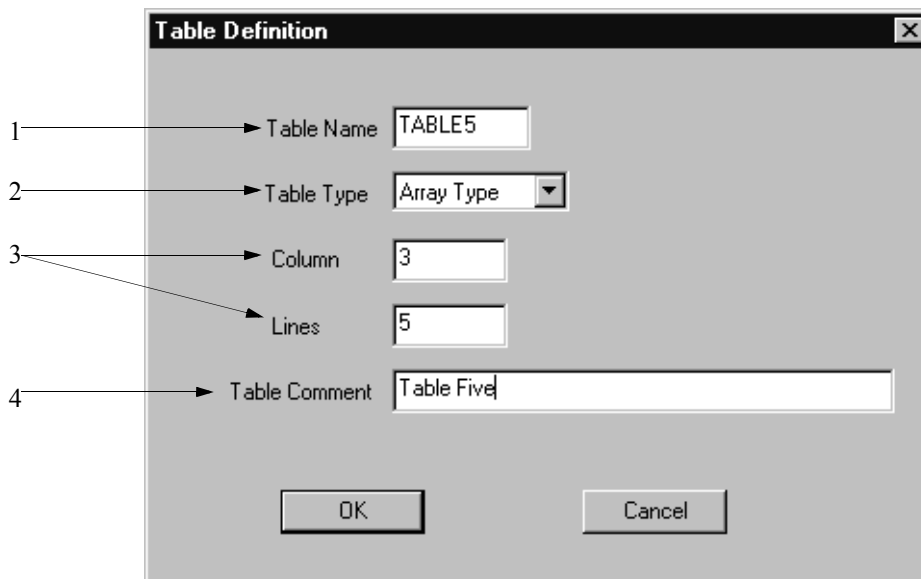 Table Definition
1 Table Name TABLE5
2 Table Type Array Type
3 Column 3
Lines 5
4 Table Comment Table Five
OK Cancel